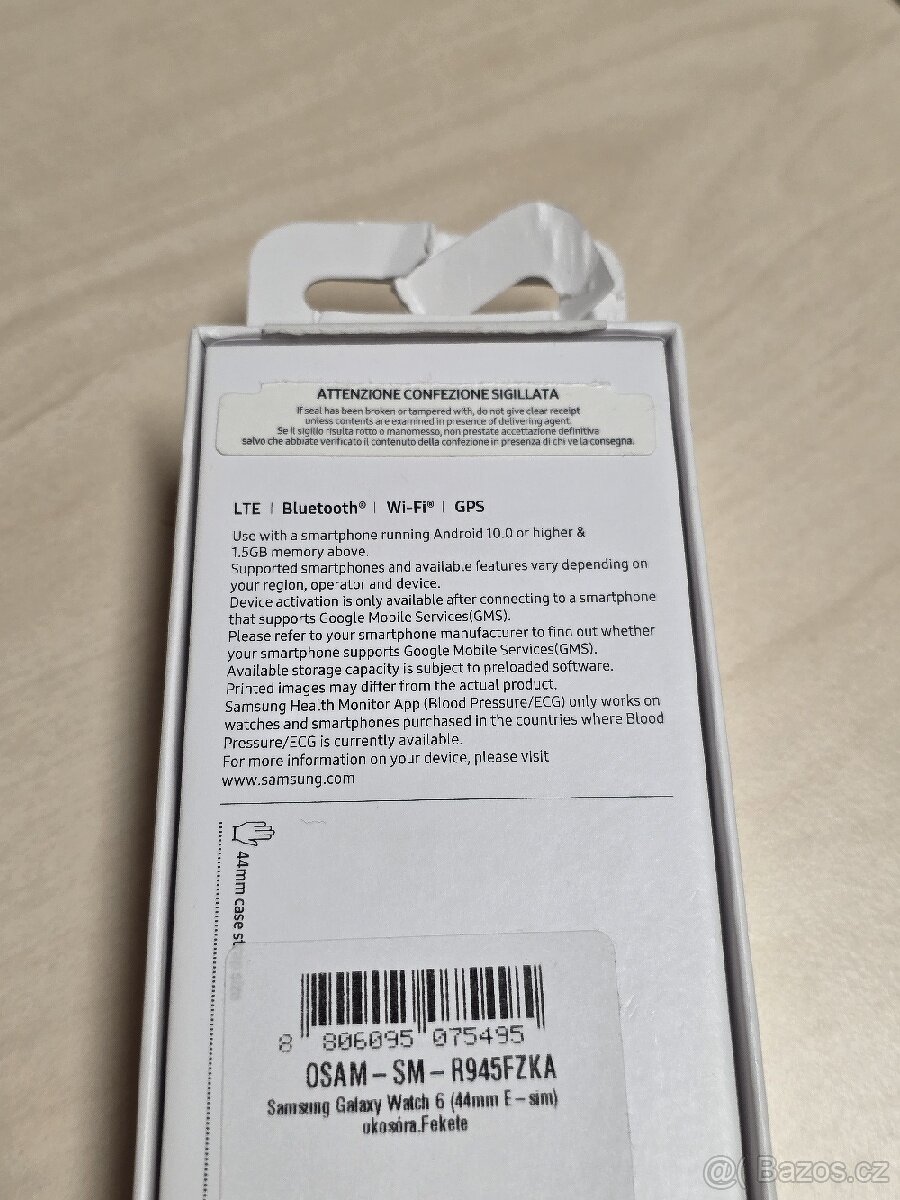 ATTENZIONE CONFEZIONE SIGILLATA
If seal has been broken or tampered with, do not give clear receipt
unless contents are examined in presence of delivering agent.
Se il sigillo risulta rotto o manomesso, non prestate accettazione definitiva
salvo che abbiate verificato il contenuto della confezione in presenza di chi ve la consegna.
LTE | Bluetooth® | Wi-Fi® | GPS
Use with a smartphone running Android 10.0 or higher &
1.5GB memory above.
Supported smartphones and available features vary depending on
your region, operator and device.
Device activation is only available after connecting to a smartphone
that supports Google Mobile Services(GMS).
Please refer to your smartphone manufacturer to find out whether
your smartphone supports Google Mobile Services(GMS).
Available storage capacity is subject to preloaded software.
Printed images may differ from the actual product.
Samsung Health Monitor App (Blood Pressure/ECG) only works on
watches and smartphones purchased in the countries where Blood
Pressure/ECG is currently available.
For more information on your device, please visit
www.samsung.com
44mm case
8 806095 075495
OSAM-SM-R945FZKA
Samsung Galaxy Watch 6 (44mm E-sim)
okosóra.Fekete
@( Bazos.cz